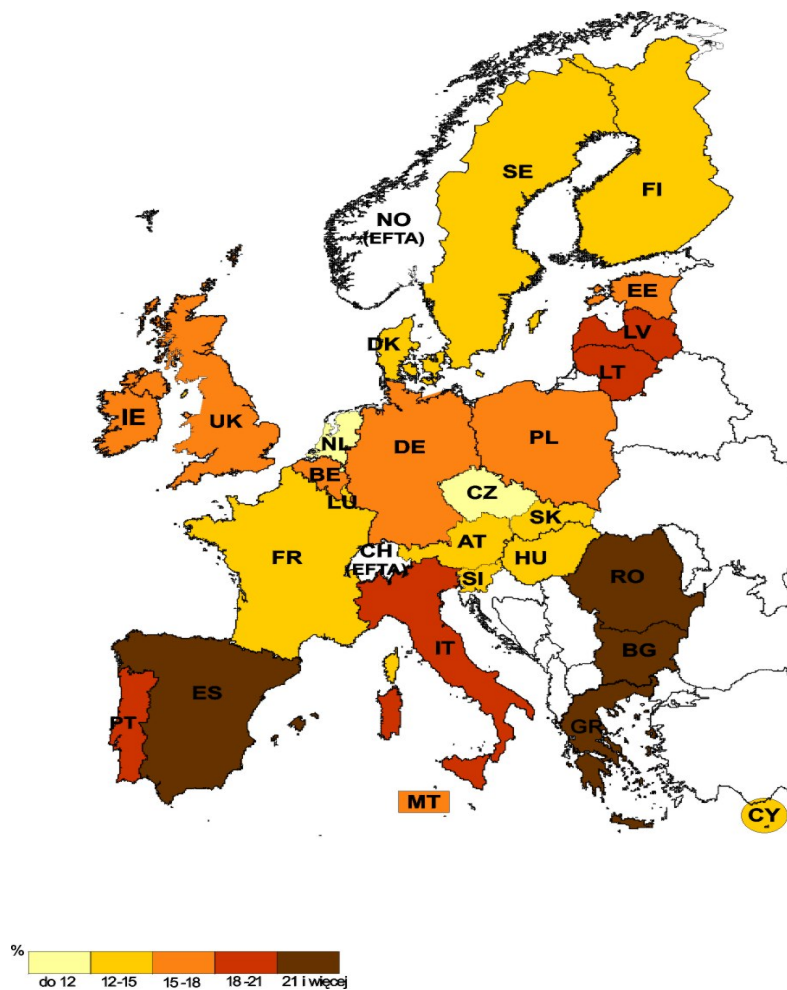 SE
FI
NO
(EFTA)
EE
LV
DK
LT
IE
UK
NL
DE
PL
BE
CZ
LU
SK
AT
FR
CH
(EFTA)
HU
SI
RO
IT
BG
ES
PT
GR
MT
CY
%
do 12
12-15
15-18
18-21
21 i więcej